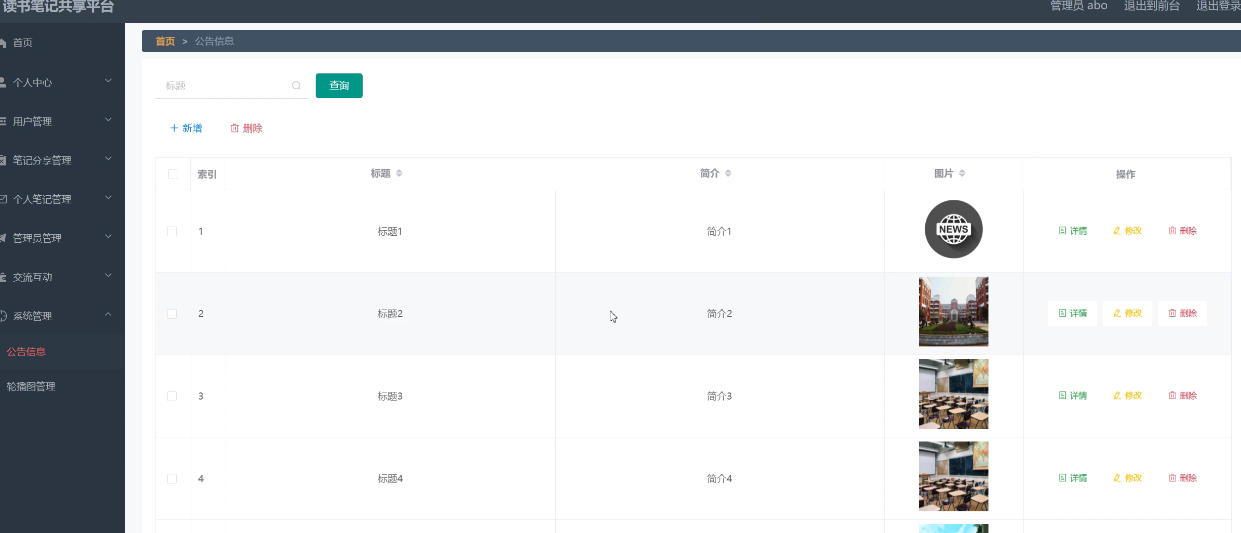 读书笔记共享平台
管理员 abo 退出到前台 退出登录
首页
个人中心
用户管理
笔记分享管理
个人笔记管理
管理员管理
交流互动
系统管理
公告信息
轮播图管理
首页 > 公告信息
标题 查询
+ 新增 删除
索引 标题 简介 图片 操作
1 标题1 简介1 NEWS 详情 修改 删除
2 标题2 简介2 详情 修改 删除
3 标题3 简介3 详情 修改 删除
4 标题4 简介4 详情 修改 删除